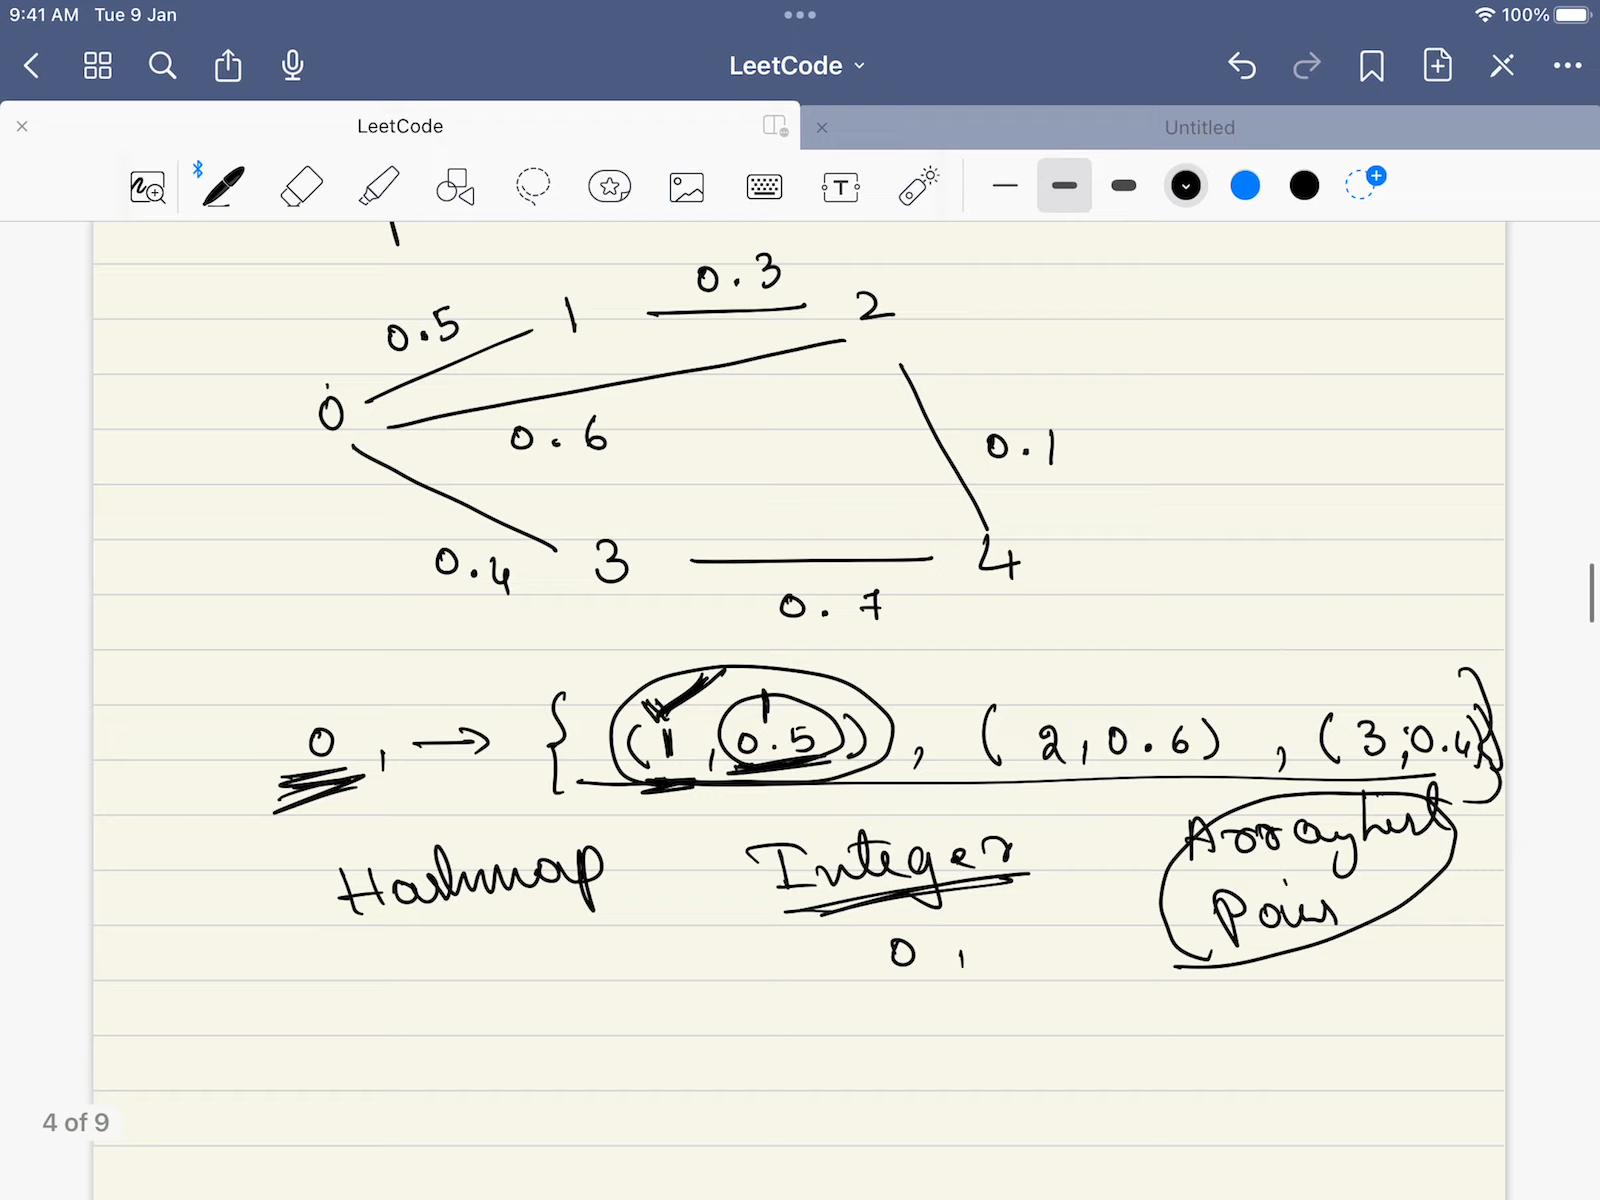 9:41 AM Tue 9 Jan
100%
LeetCode
LeetCode
Untitled
T
0.3
0.5 1 2
0
0.6
0.1
0.4 3 4
0.7
0, → { (1, 0.5), (2, 0.6), (3, 0.4)}
Hashmap Integer ArrayList
Pair
0,
4 of 9